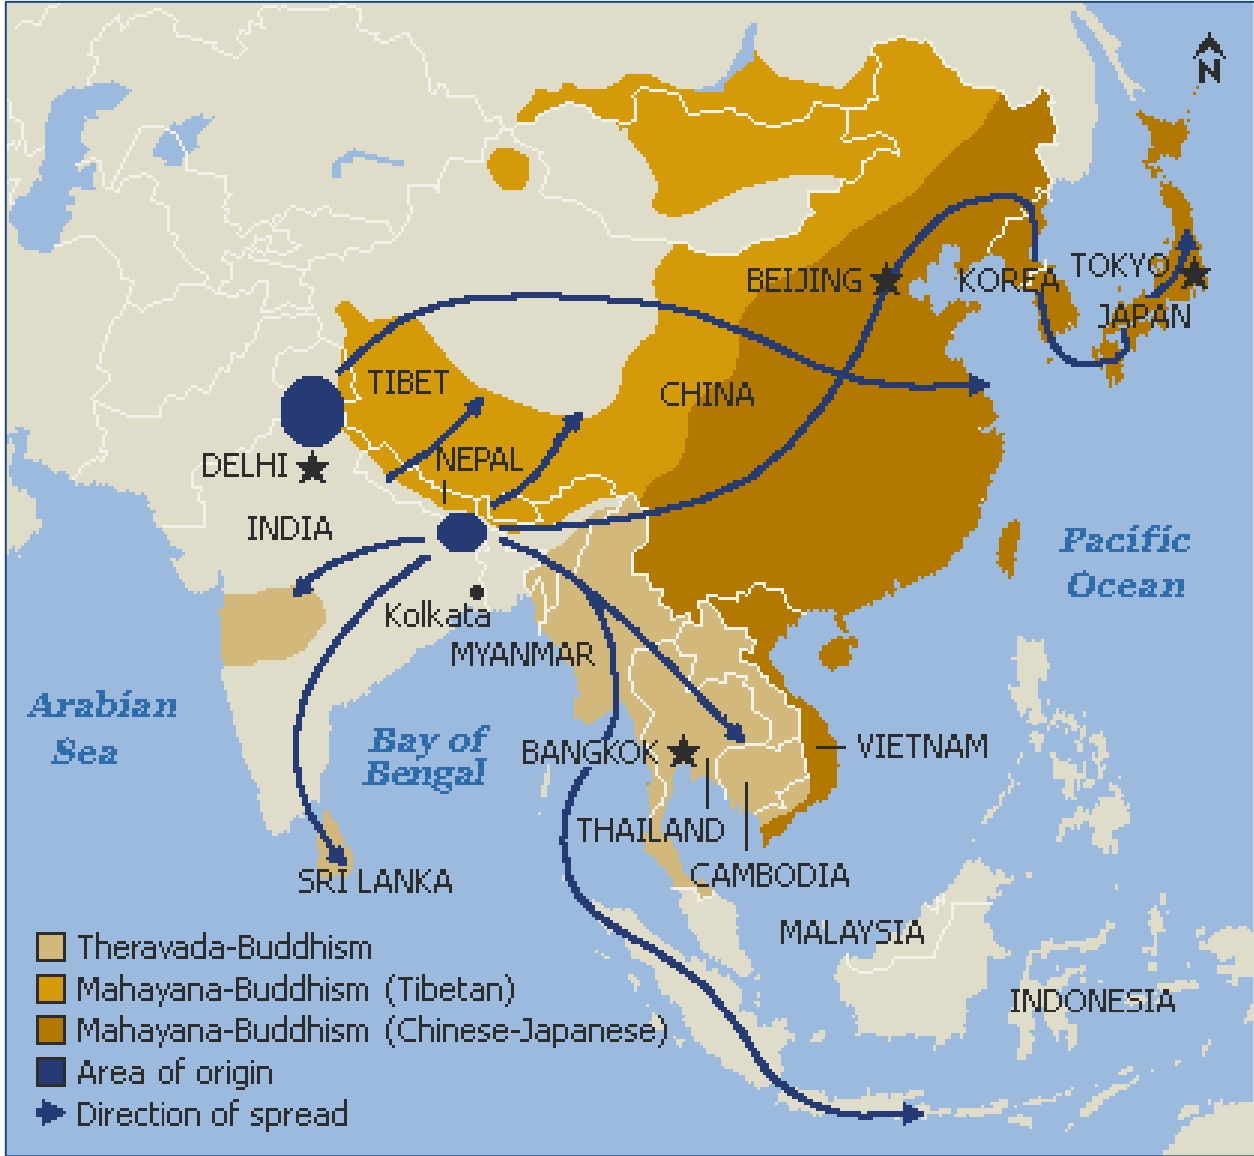 N
BEIJING
KOREA
TOKYO
JAPAN
TIBET
CHINA
NEPAL
DELHI
INDIA
Pacific
Ocean
Kolkata
MYANMAR
Arabian
Sea
Bay of
Bengal
BANGKOK
VIETNAM
THAILAND
CAMBODIA
SRI LANKA
MALAYSIA
INDONESIA
Theravada-Buddhism
Mahayana-Buddhism (Tibetan)
Mahayana-Buddhism (Chinese-Japanese)
Area of origin
Direction of spread